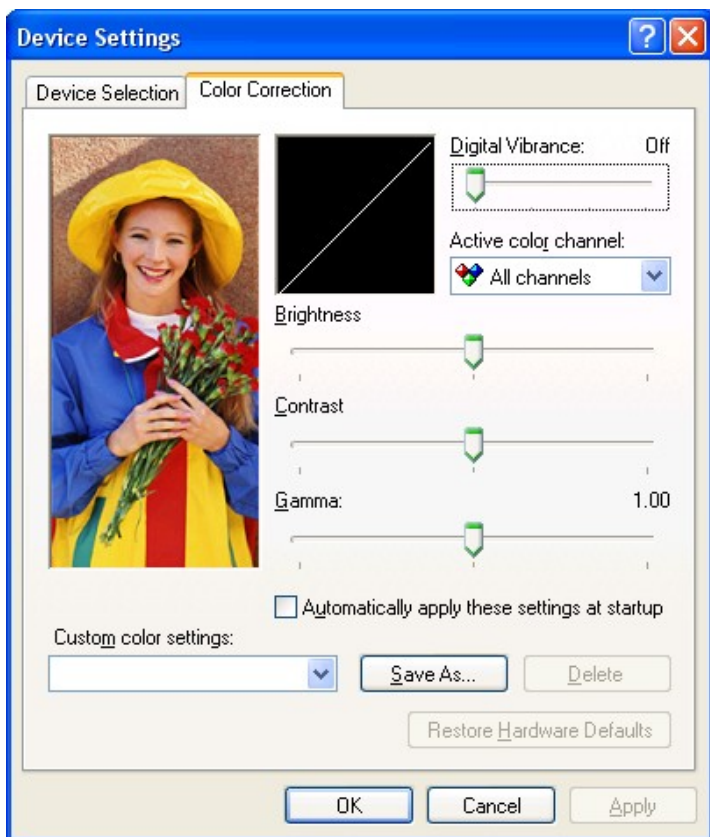 Device Settings
Device Selection
Color Correction
Digital Vibrance: Off
Active color channel:
All channels
Brightness
Contrast
Gamma: 1.00
Automatically apply these settings at startup
Custom color settings:
Save As...
Delete
Restore Hardware Defaults
OK
Cancel
Apply